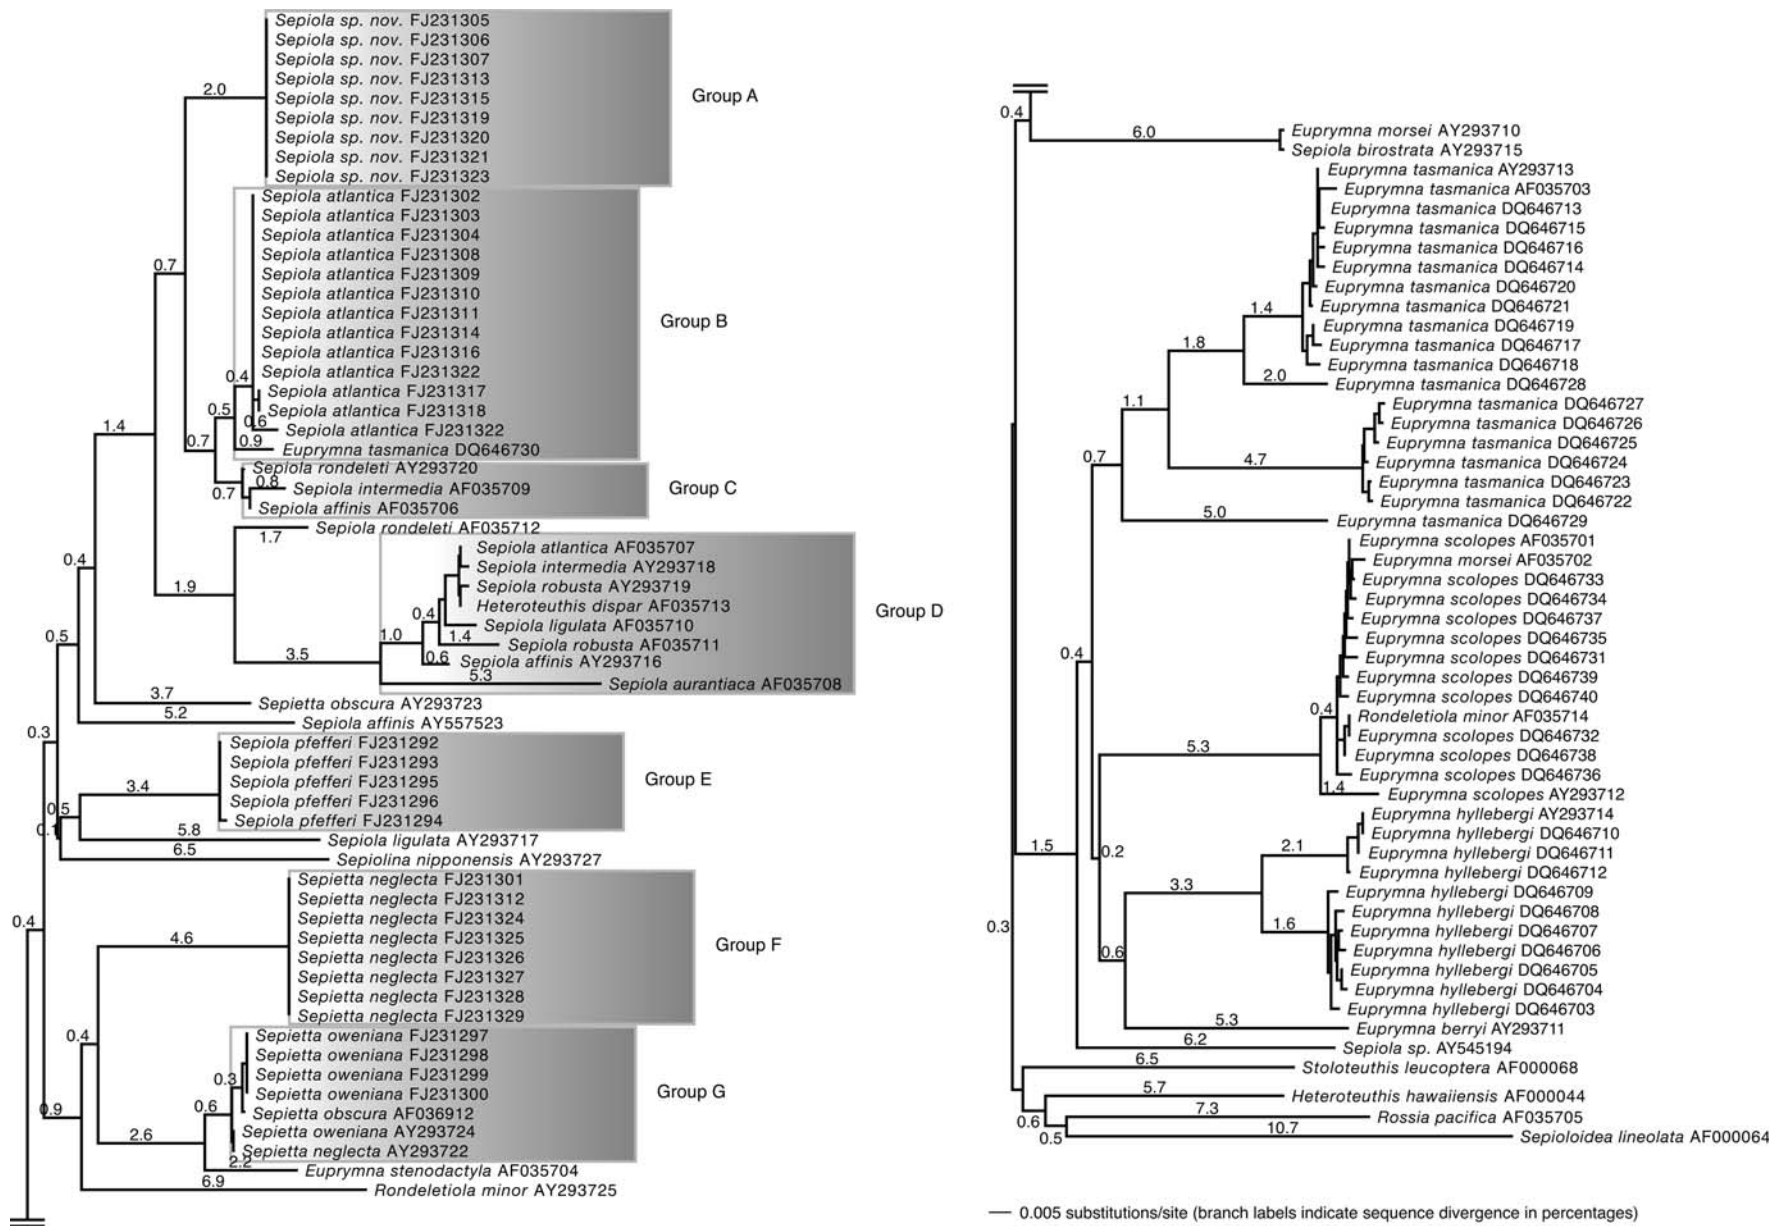 Sepiola sp. nov. FJ231305
Sepiola sp. nov. FJ231306
Sepiola sp. nov. FJ231307
Sepiola sp. nov. FJ231313
2.0
Sepiola sp. nov. FJ231315
Group A
Sepiola sp. nov. FJ231319
Sepiola sp. nov. FJ231320
Sepiola sp. nov. FJ231321
Sepiola sp. nov. FJ231323
Sepiola atlantica FJ231302
Sepiola atlantica FJ231303
Sepiola atlantica FJ231304
Sepiola atlantica FJ231308
0.7
Sepiola atlantica FJ231309
Sepiola atlantica FJ231310
Sepiola atlantica FJ231311
Group B
Sepiola atlantica FJ231314
Sepiola atlantica FJ231316
Sepiola atlantica FJ231322
0.4
Sepiola atlantica FJ231317
0.5
Sepiola atlantica FJ231318
0.6
1.4
Sepiola atlantica FJ231322
0.7
0.9
Euprymna tasmanica DQ646730
Sepiola rondeleti AY293720
0.8
0.7
Sepiola intermedia AF035709
Group C
Sepiola affinis AF035706
Sepiola rondeleti AF035712
1.7
Sepiola atlantica AF035707
0.4
Sepiola intermedia AY293718
1.9
Sepiola robusta AY293719
Heteroteuthis dispar AF035713
Group D
0.4
Sepiola ligulata AF035710
0.5
1.0
1.4
Sepiola robusta AF035711
3.5
0.6
Sepiola affinis AY293716
5.3
Sepiola aurantiaca AF035708
3.7
Sepietta obscura AY293723
5.2
Sepiola affinis AY557523
0.3
Sepiola pfefferi FJ231292
Sepiola pfefferi FJ231293
Sepiola pfefferi FJ231295
Group E
3.4
Sepiola pfefferi FJ231296
0.5
Sepiola pfefferi FJ231294
0.1
5.8
Sepiola ligulata AY293717
6.5
Sepiolina nipponensis AY293727
Sepietta neglecta FJ231301
Sepietta neglecta FJ231312
0.4
Sepietta neglecta FJ231324
4.6
Sepietta neglecta FJ231325
Group F
Sepietta neglecta FJ231326
Sepietta neglecta FJ231327
Sepietta neglecta FJ231328
Sepietta neglecta FJ231329
0.4
Sepietta oweniana FJ231297
Sepietta oweniana FJ231298
0.3
Sepietta oweniana FJ231299
Sepietta oweniana FJ231300
Group G
0.9
0.6
Sepietta obscura AF036912
2.6
Sepietta oweniana AY293724
Sepietta neglecta AY293722
2.2
Euprymna stenodactyla AF035704
6.9
Rondeletiola minor AY293725
0.4
6.0
Euprymna morsei AY293710
Sepiola birostrata AY293715
Euprymna tasmanica AY293713
Euprymna tasmanica AF035703
Euprymna tasmanica DQ646713
Euprymna tasmanica DQ646715
Euprymna tasmanica DQ646716
Euprymna tasmanica DQ646714
Euprymna tasmanica DQ646720
1.4
Euprymna tasmanica DQ646721
Euprymna tasmanica DQ646719
1.8
Euprymna tasmanica DQ646717
Euprymna tasmanica DQ646718
2.0
Euprymna tasmanica DQ646728
1.1
Euprymna tasmanica DQ646727
Euprymna tasmanica DQ646726
Euprymna tasmanica DQ646725
0.7
4.7
Euprymna tasmanica DQ646724
Euprymna tasmanica DQ646723
Euprymna tasmanica DQ646722
5.0
Euprymna tasmanica DQ646729
Euprymna scolopes AF035701
Euprymna morsei AF035702
Euprymna scolopes DQ646733
Euprymna scolopes DQ646734
Euprymna scolopes DQ646737
Euprymna scolopes DQ646735
0.4
Euprymna scolopes DQ646731
Euprymna scolopes DQ646739
Euprymna scolopes DQ646740
0.4
Rondeletiola minor AF035714
Euprymna scolopes DQ646732
5.3
Euprymna scolopes DQ646738
Euprymna scolopes DQ646736
1.4
Euprymna scolopes AY293712
Euprymna hyllebergi AY293714
Euprymna hyllebergi DQ646710
1.5
0.2
2.1
Euprymna hyllebergi DQ646711
Euprymna hyllebergi DQ646712
3.3
Euprymna hyllebergi DQ646709
Euprymna hyllebergi DQ646708
0.3
1.6
Euprymna hyllebergi DQ646707
0.6
Euprymna hyllebergi DQ646706
Euprymna hyllebergi DQ646705
Euprymna hyllebergi DQ646704
Euprymna hyllebergi DQ646703
5.3
Euprymna berryi AY293711
6.2
Sepiola sp. AY545194
6.5
Stoloteuthis leucoptera AF000068
5.7
Heteroteuthis hawaiiensis AF000044
0.6
7.3
Rossia pacifica AF035705
0.5
10.7
Sepioloidea lineolata AF000064
0.005 substitutions/site (branch labels indicate sequence divergence in percentages)